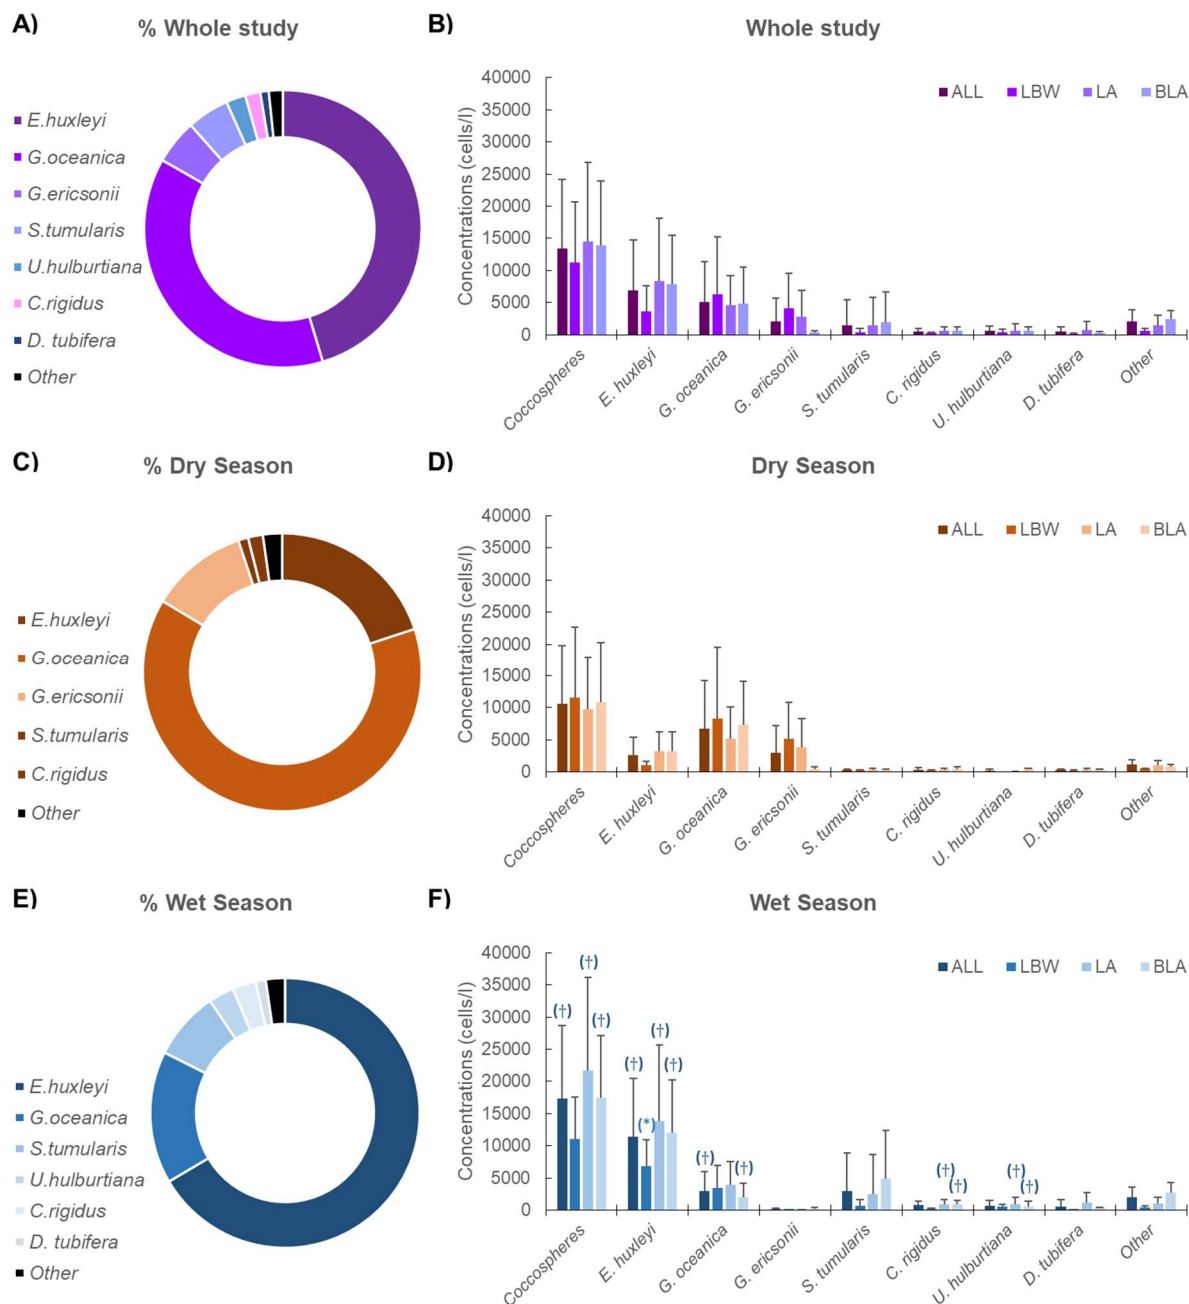 A) % Whole study
E.huxleyi
G.oceanica
G.ericsonii
S.tumularis
U.hulburtiana
C.rigidus
D. tubifera
Other
B) Whole study
ALL LBW LA BLA
Concentrations (cells/l)
40000
35000
30000
25000
20000
15000
10000
5000
0
Coccospheres
E. huxleyi
G. oceanica
G. ericsonii
S. tumularis
C. rigidus
U. hulburtiana
D. tubifera
Other
C) % Dry Season
E.huxleyi
G.oceanica
G.ericsonii
S.tumularis
C.rigidus
Other
D) Dry Season
ALL LBW LA BLA
Concentrations (cells/l)
40000
35000
30000
25000
20000
15000
10000
5000
0
Coccospheres
E. huxleyi
G. oceanica
G. ericsonii
S. tumularis
C. rigidus
U. hulburtiana
D. tubifera
Other
E) % Wet Season
E.huxleyi
G.oceanica
S.tumularis
U.hulburtiana
C.rigidus
D. tubifera
Other
F) Wet Season
ALL LBW LA BLA
Concentrations (cells/l)
40000
35000
30000
25000
20000
15000
10000
5000
0
(†) (†) (†)
(†) (*) (†) (†)
(†) (†)
(†) (†)
(†) (†)
Coccospheres
E. huxleyi
G. oceanica
G. ericsonii
S. tumularis
C. rigidus
U. hulburtiana
D. tubifera
Other